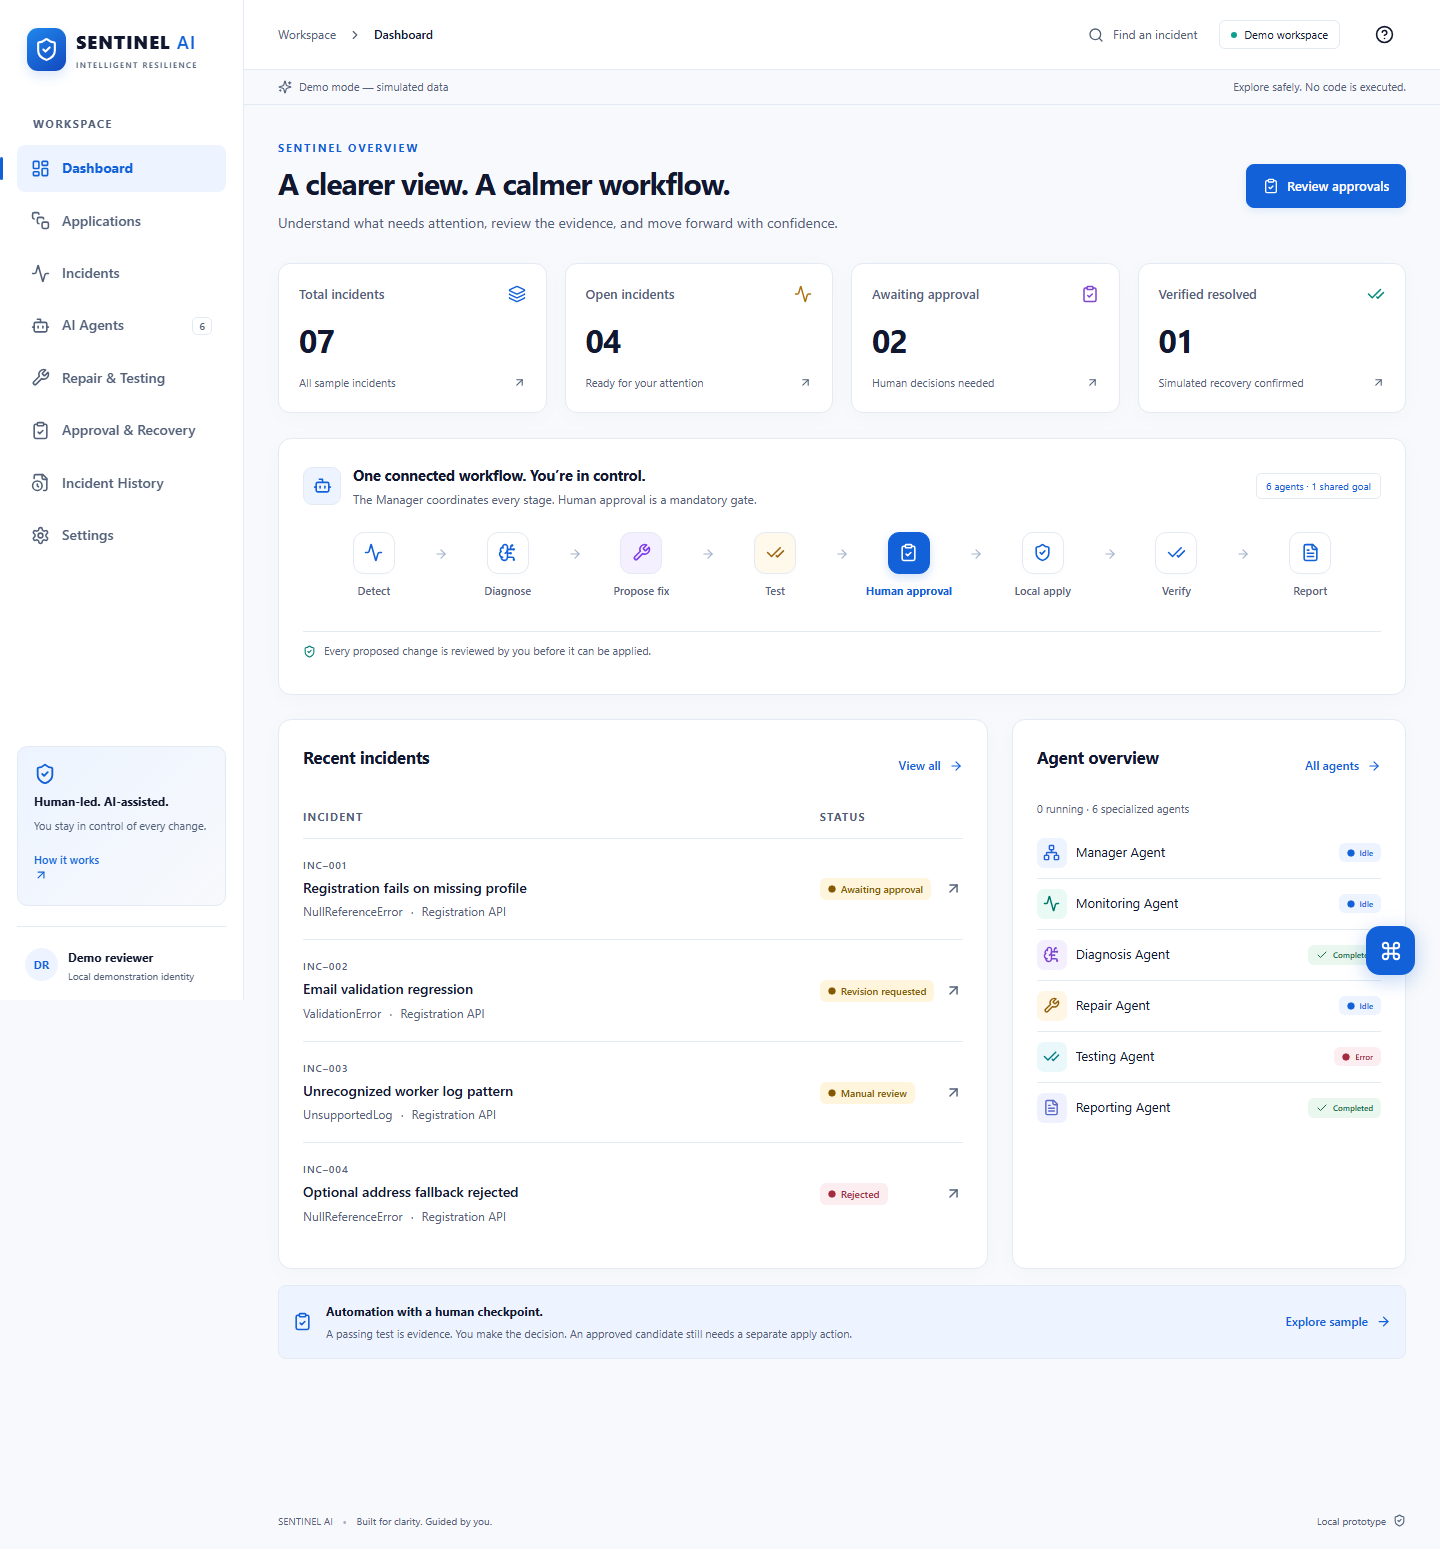 SENTINEL AI
INTELLIGENT RESILIENCE
WORKSPACE
Dashboard
Applications
Incidents
AI Agents 6
Repair & Testing
Approval & Recovery
Incident History
Settings
Human-led. AI-assisted.
You stay in control of every change.
How it works
DR
Demo reviewer
Local demonstration identity
Workspace Dashboard
Find an incident
Demo workspace
Demo mode — simulated data
Explore safely. No code is executed.
SENTINEL OVERVIEW
A clearer view. A calmer workflow.
Understand what needs attention, review the evidence, and move forward with confidence.
Review approvals
Total incidents
07
All sample incidents
Open incidents
04
Ready for your attention
Awaiting approval
02
Human decisions needed
Verified resolved
01
Simulated recovery confirmed
One connected workflow. You’re in control.
The Manager coordinates every stage. Human approval is a mandatory gate.
6 agents · 1 shared goal
Detect
Diagnose
Propose fix
Test
Human approval
Local apply
Verify
Report
Every proposed change is reviewed by you before it can be applied.
Recent incidents
View all
INCIDENT STATUS
INC–001
Registration fails on missing profile
NullReferenceError · Registration API
Awaiting approval
INC–002
Email validation regression
ValidationError · Registration API
Revision requested
INC–003
Unrecognized worker log pattern
UnsupportedLog · Registration API
Manual review
INC–004
Optional address fallback rejected
NullReferenceError · Registration API
Rejected
Agent overview
All agents
0 running · 6 specialized agents
Manager Agent Idle
Monitoring Agent Idle
Diagnosis Agent
Repair Agent Idle
Testing Agent Error
Reporting Agent Completed
Automation with a human checkpoint.
A passing test is evidence. You make the decision. An approved candidate still needs a separate apply action.
Explore sample
SENTINEL AI • Built for clarity. Guided by you.
Local prototype